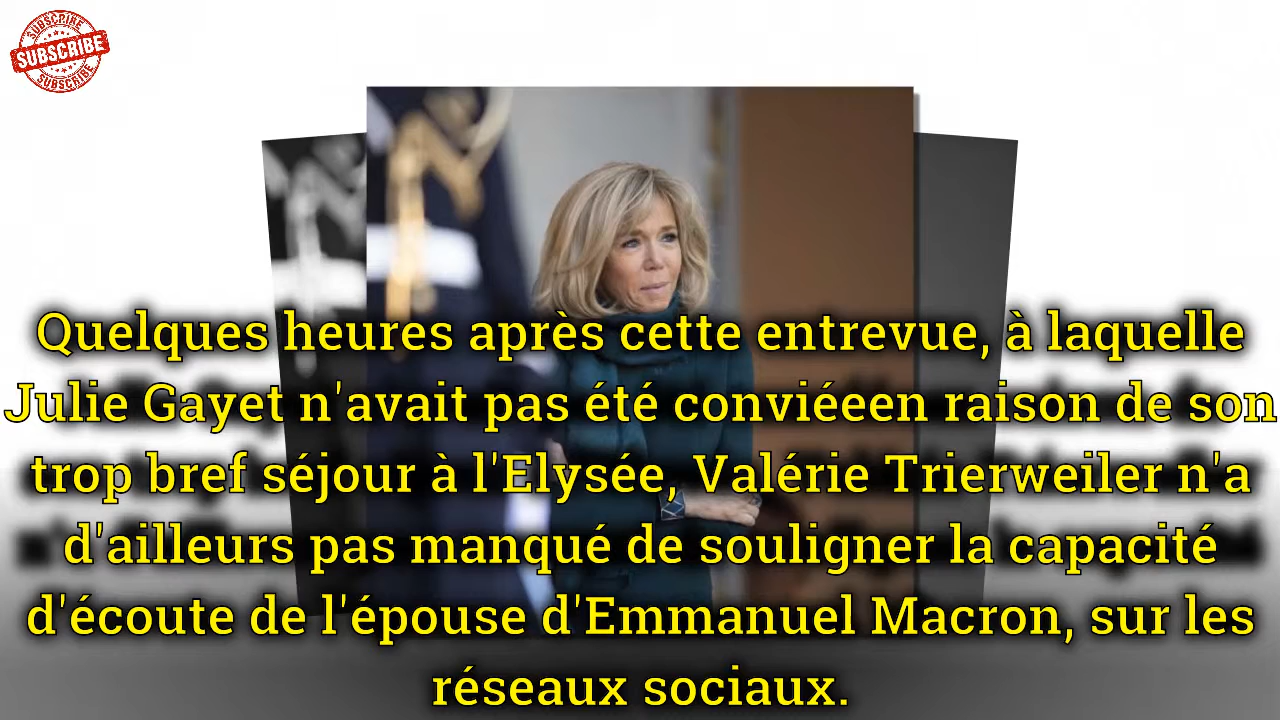 SUBSCRIBE
SUBSCRIBE
SUBSCRIBE
Quelques heures après cette entrevue, à laquelle
Julie Gayet n'avait pas été conviéeen raison de son
trop bref séjour à l'Elysée, Valérie Trierweiler n'a
d'ailleurs pas manqué de souligner la capacité
d'écoute de l'épouse d'Emmanuel Macron, sur les
réseaux sociaux.